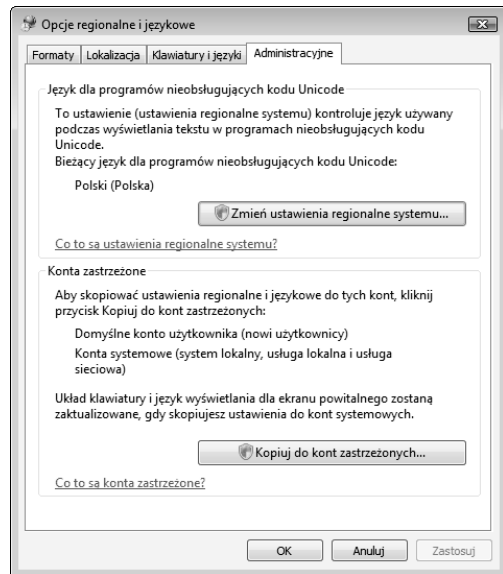 Opcje regionalne i językowe
Formaty Lokalizacja Klawiatury i języki Administracyjne
Język dla programów nieobsługujących kodu Unicode
To ustawienie (ustawienia regionalne systemu) kontroluje język używany
podczas wyświetlania tekstu w programach nieobsługujących kodu
Unicode.
Bieżący język dla programów nieobsługujących kodu Unicode:
Polski (Polska)
Zmień ustawienia regionalne systemu...
Co to są ustawienia regionalne systemu?
Konta zastrzeżone
Aby skopiować ustawienia regionalne i językowe do tych kont, kliknij
przycisk Kopiuj do kont zastrzeżonych:
Domyślne konto użytkownika (nowi użytkownicy)
Konta systemowe (system lokalny, usługa lokalna i usługa
sieciowa)
Układ klawiatury i język wyświetlania dla ekranu powitalnego zostaną
zaktualizowane, gdy skopiujesz ustawienia do kont systemowych.
Kopiuj do kont zastrzeżonych...
Co to są konta zastrzeżone?
OK Anuluj Zastosuj